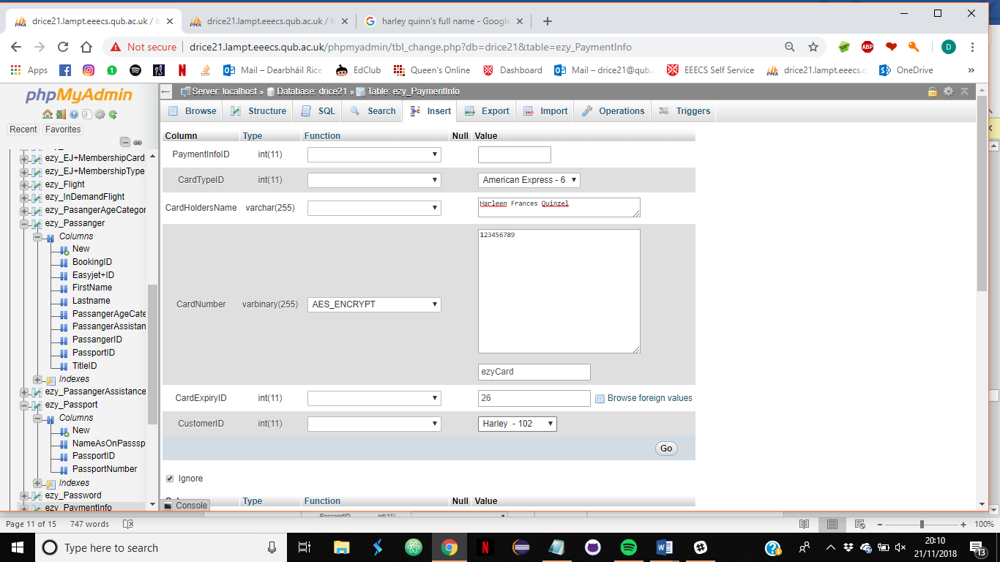 drice21.lampt.eeecs.qub.ac.uk / lo
drice21.lampt.eeecs.qub.ac.uk / lo
harley quinn's full name - Google
Not secure | drice21.lampt.eeecs.qub.ac.uk/phpmyadmin/tbl_change.php?db=drice21&table=ezy_PaymentInfo
ABP
D
Apps
Mail – Dearbháil Rice
EdClub
Queen's Online
Dashboard
Mail – drice21@qub.
EEECS Self Service
drice21.lampt.eeecs.c
OneDrive
»
phpMyAdmin
Recent
Favorites
ezy_EJ+MembershipCard
ezy_EJ+MembershipType
ezy_Flight
ezy_InDemandFlight
ezy_PasangerAgeCategor
ezy_Passanger
Columns
New
BookingID
Easyjet+ID
FirstName
Lastname
PassangerAgeCate
PassangerAssistan
PassangerID
PassportID
TitleID
Indexes
ezy_PassangerAssistance
ezy_Passport
Columns
New
NameAsOnPasssp
PassportID
PassportNumber
Indexes
ezy_Password
ezy_PaymentInfo
Server: localhost » Database: drice21 » Table: ezy_PaymentInfo
Browse Structure SQL Search Insert Export Import Operations Triggers
Column Type Function Null Value
PaymentInfoID int(11)
CardTypeID int(11) American Express - 6
CardHoldersName varchar(255) Harleen Frances Quinzel
123456789
CardNumber varbinary(255) AES_ENCRYPT
ezyCard
CardExpiryID int(11) 26 Browse foreign values
CustomerID int(11) Harley - 102
Go
Ignore
Type Function Null Value
Console
PassportID int(11)
Page 11 of 15 747 words 100%
Type here to search
20:10
21/11/2018
13